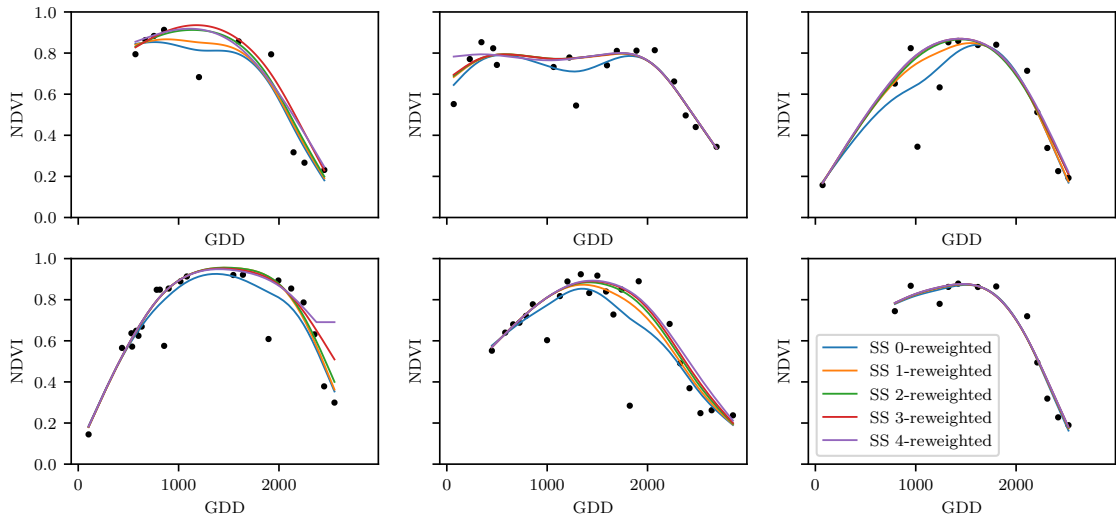 1.0
0.8
0.6
0.4
0.2
0.0
NDVI
GDD
NDVI
GDD
NDVI
GDD
1.0
0.8
0.6
0.4
0.2
0.0
NDVI
0
1000
2000
GDD
NDVI
0
1000
2000
GDD
NDVI
SS 0-reweighted
SS 1-reweighted
SS 2-reweighted
SS 3-reweighted
SS 4-reweighted
0
1000
2000
GDD